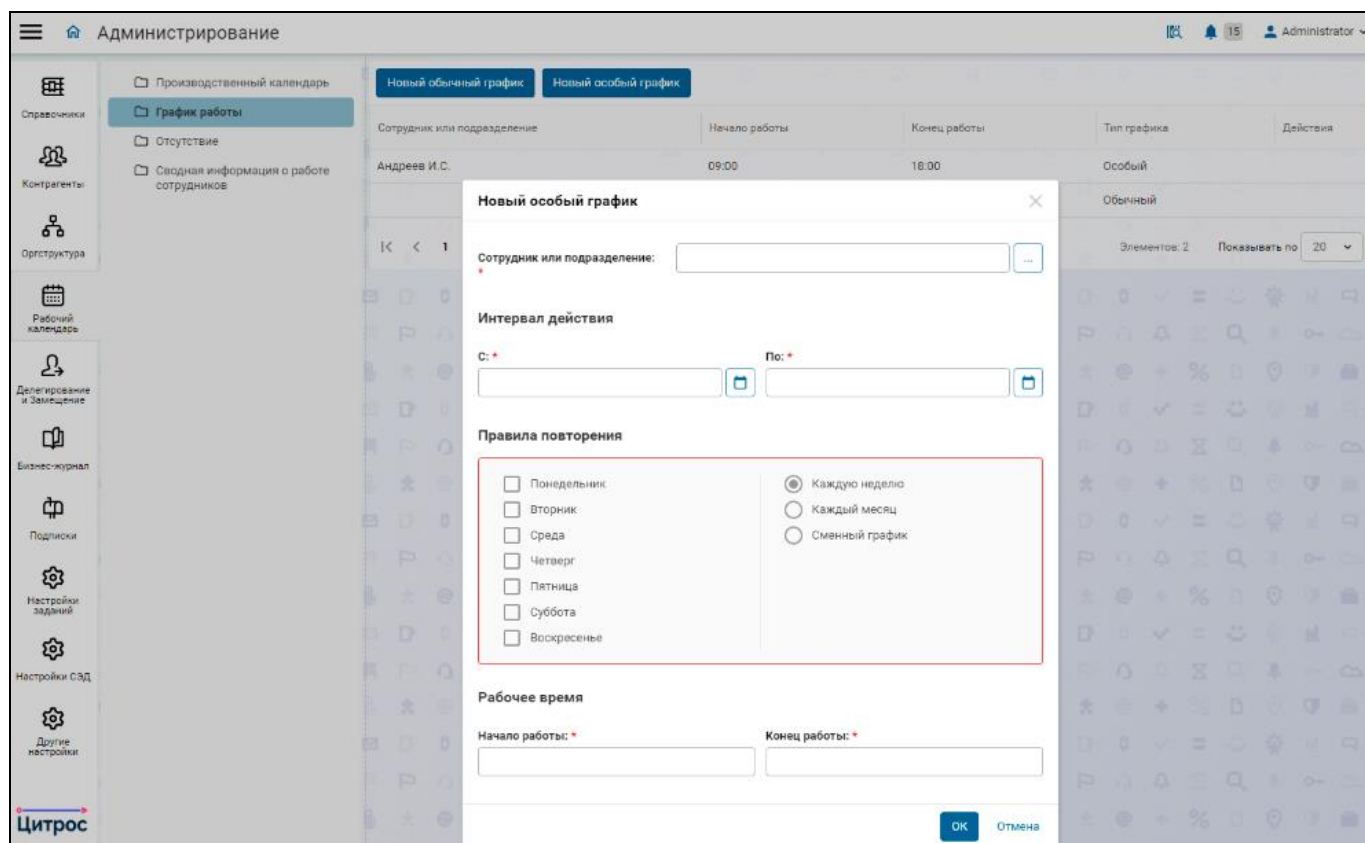 Администрирование
15
Administrator
Справочники
Контрагенты
Оргструктура
Рабочий
календарь
Делегирование
и Замещение
Бизнес-журнал
Подписки
Настройки
заданий
Настройки СЭД
Другие
настройки
Цитрос
Производственный календарь
График работы
Отсутствие
Сводная информация о работе
сотрудников
Новый обычный график
Новый особый график
Сотрудник или подразделение
Начало работы
Конец работы
Тип графика
Действия
Андреев И.С.
09:00
18:00
Особый
Обычный
1
Элементов: 2
Показывать по
20
Новый особый график
Сотрудник или подразделение:
*
...
Интервал действия
С: *
По: *
Правила повторения
Понедельник
Вторник
Среда
Четверг
Пятница
Суббота
Воскресенье
Каждую неделю
Каждый месяц
Сменный график
Рабочее время
Начало работы: *
Конец работы: *
ОК
Отмена